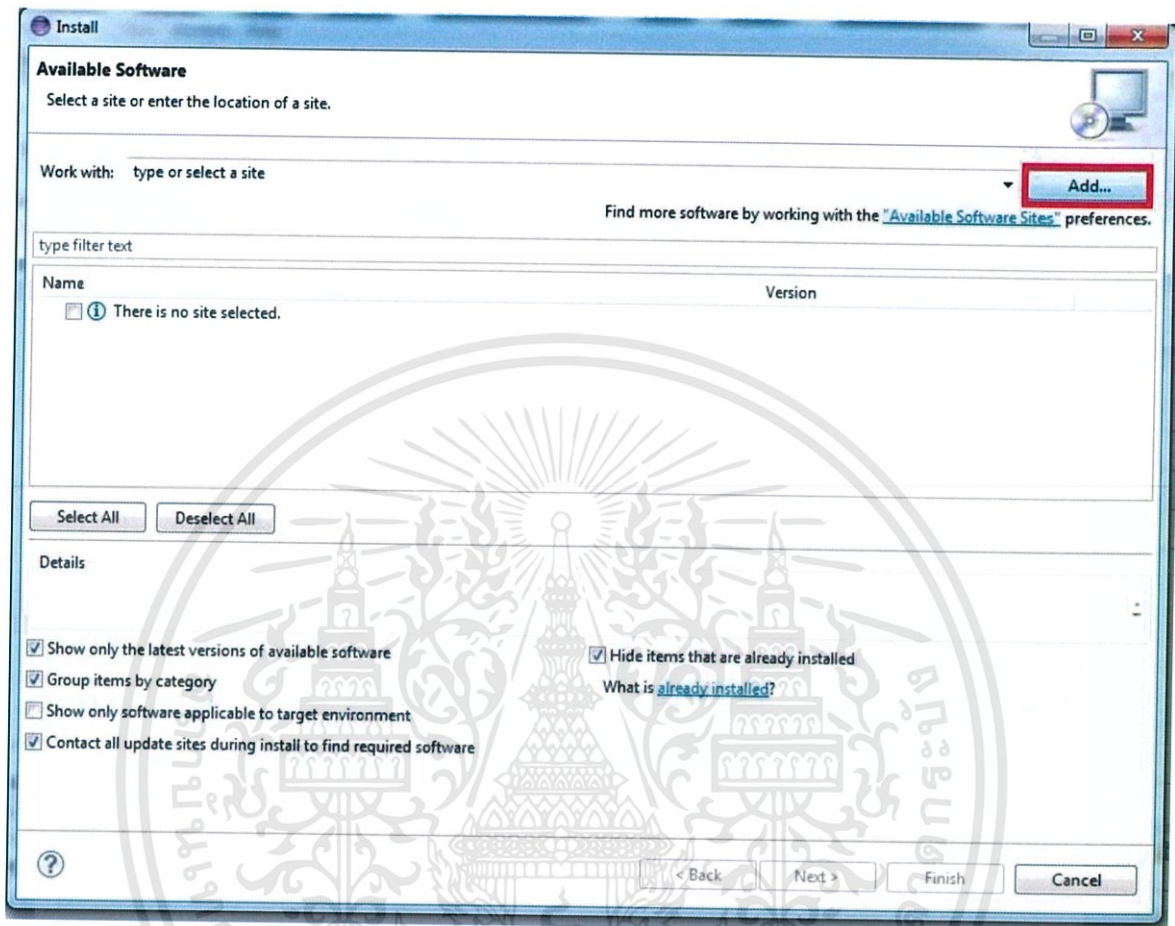 Install
Available Software
Select a site or enter the location of a site.
Work with: type or select a site
Add...
Find more software by working with the "Available Software Sites" preferences.
type filter text
Name Version
There is no site selected.
Select All Deselect All
Details
Show only the latest versions of available software
Hide items that are already installed
Group items by category
What is already installed?
Show only software applicable to target environment
Contact all update sites during install to find required software
< Back Next > Finish Cancel